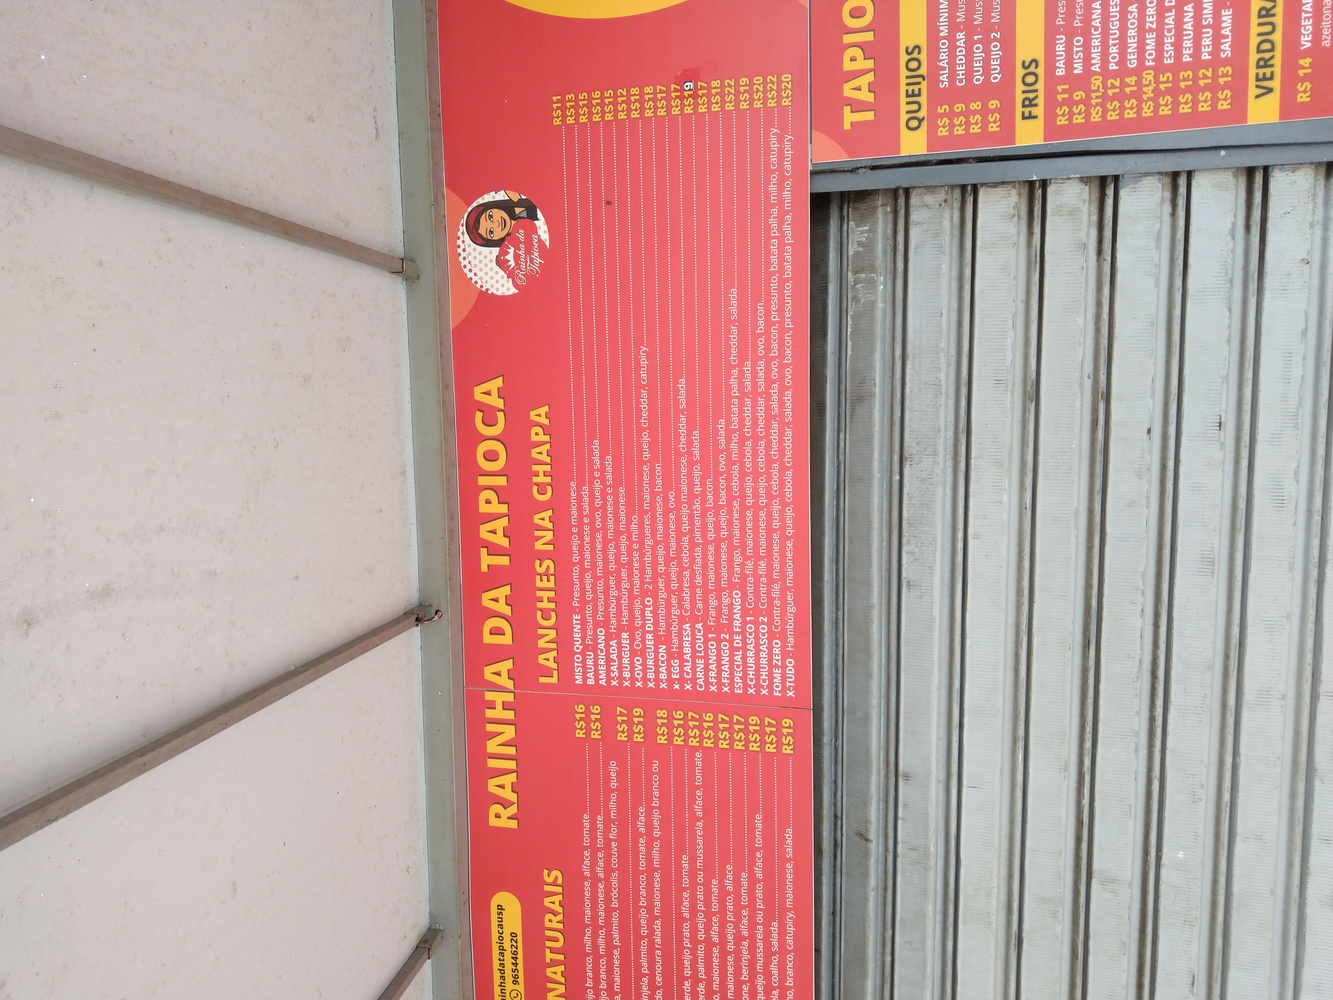 ainhadatapiocausp
965446220
RAINHA DA TAPIOCA
Rainha da
Tapioca
NATURAIS
ijo branco, milho, maionese, alface, tomate R$16
ijo branco, milho, maionese, alface, tomate. R$16
a, maionese, palmito, brócolis, couve flor, milho, queijo
R$17
injela, palmito, queijo branco, tomate, alface R$19
do, cenoura ralada, maionese, milho, queijo branco ou
R$18
erde, queijo prato, alface, tomate R$16
erde, palmito, queijo prato ou mussarela, alface, tomate. R$17
o, maionese, alface, tomate R$16
maionese, queijo prato, alface R$17
one, berinjela, alface, tomate R$17
queijo mussarela ou prato, alface, tomate R$19
ela, coalho, salada R$17
ho, branco, catupiry, maionese, salada R$19
LANCHES NA CHAPA
MISTO QUENTE - Presunto, queijo e maionese R$11
BAURU - Presunto, queijo, maionese e salada R$13
AMERICANO - Presunto, maionese, ovo, queijo e salada R$15
X-SALADA - Hambúrguer, queijo, maionese e salada R$16
X-BURGUER - Hambúrguer, queijo, maionese R$15
X-OVO - Ovo, queijo, maionese e milho R$12
X-BURGUER DUPLO - 2 Hambúrgueres, maionese, queijo, cheddar, catupiry R$18
X-BACON - Hambúrguer, queijo, maionese, bacon R$18
x- EGG - Hambúrguer, queijo, maionese, ovo R$17
X- CALABRESA - Calabresa, cebola, queijo maionese, cheddar, salada R$17
CARNE LOUCA - Carne desfiada, pimentão, queijo, salada R$19
X-FRANGO 1 - Frango, maionese, queijo, bacon R$17
X-FRANGO 2 - Frango, maionese, queijo, bacon, ovo, salada R$18
ESPECIAL DE FRANGO - Frango, maionese, cebola, milho, batata palha, cheddar, salada R$22
X-CHURRASCO 1 - Contra-filé, maionese, queijo, cebola, cheddar, salada R$19
X-CHURRASCO 2 - Contra-filé, maionese, queijo, cebola, cheddar, salada, ovo, bacon R$20
FOME ZERO - Contra-filé, maionese, queijo, cebola, cheddar, salada, ovo, bacon, presunto, batata palha, milho, catupiry R$22
X-TUDO - Hambúrguer, maionese, queijo, cebola, cheddar, salada, ovo, bacon, presunto, batata palha, milho, catupiry R$20
TAPIO
QUEIJOS
R$ 5 SALÁRIO MÍNIM
R$ 9 CHEDDAR - Mus
R$ 8 QUEIJO 1 - Mus
R$ 9 QUEIJO 2 - Mus
FRIOS
R$ 11 BAURU - Pres
R$ 9 MISTO - Pres
R$11,50 AMERICANA
R$ 12 PORTUGUES
R$ 14 GENEROSA
R$14,50 FOME ZERO
R$ 15 ESPECIAL D
R$ 13 PERUANA
R$ 12 PERU SIM
R$ 13 SALAME -
VERDURA
R$ 14 VEGETA
azeitona